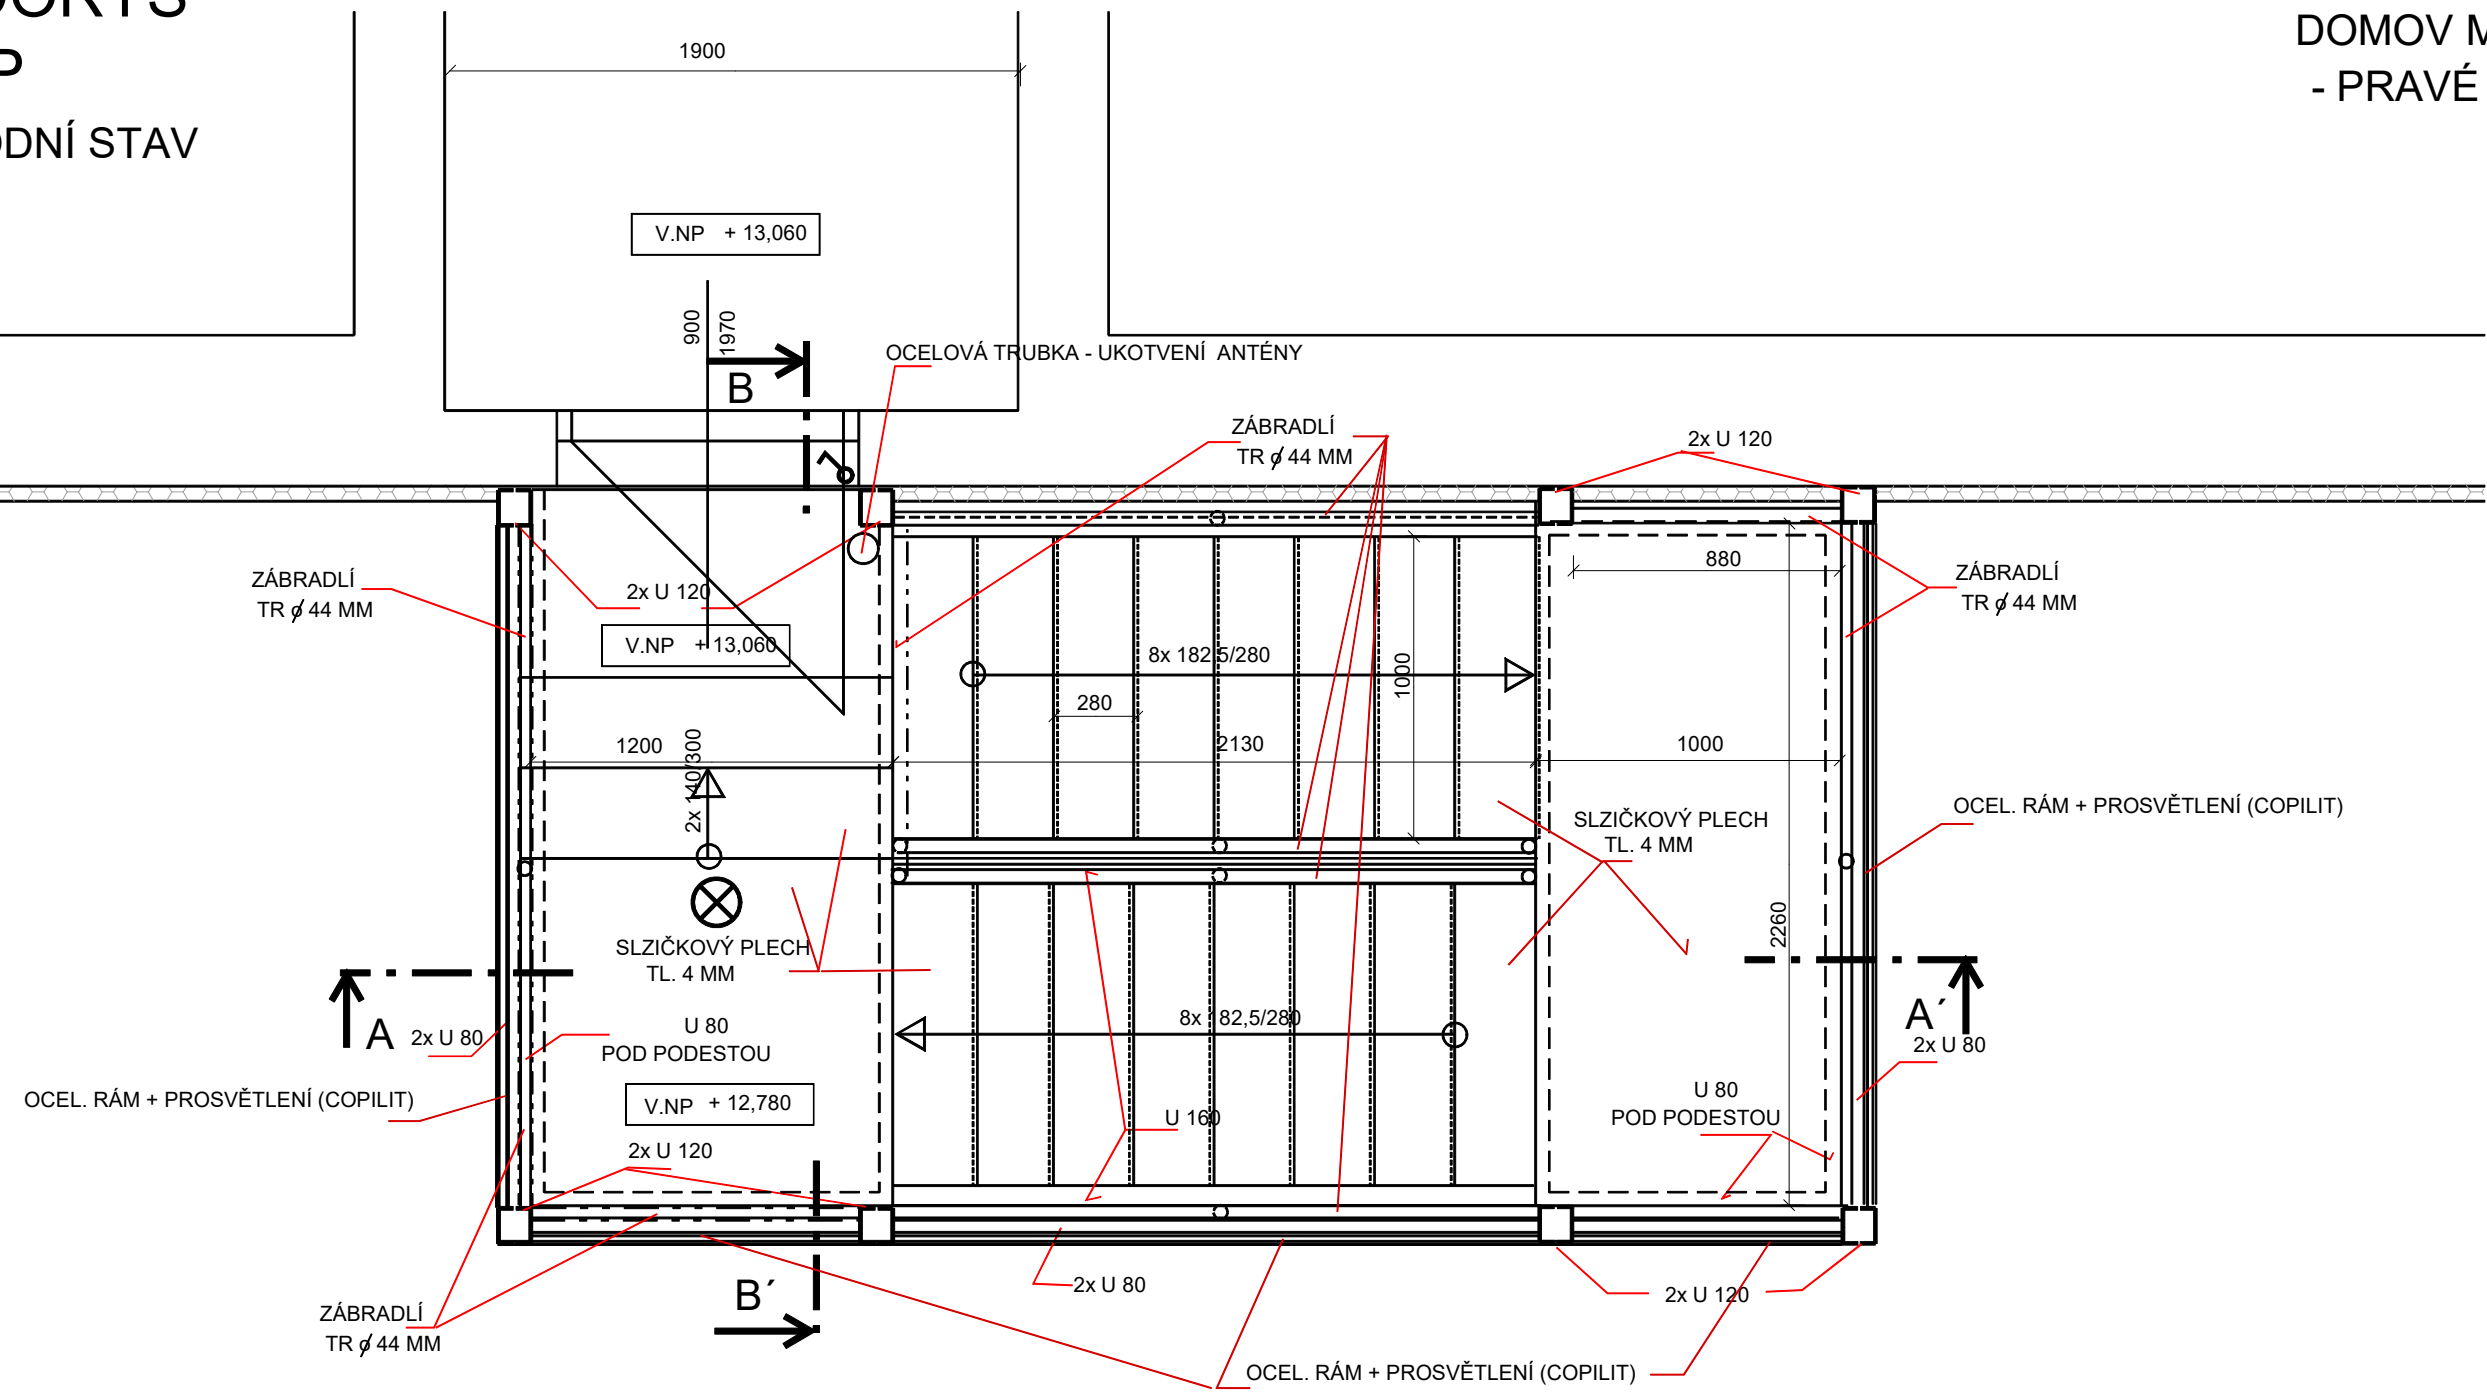 P
STAV
DOMOV
- PRAVÉ
1900
V.NP + 13,060
900
1970
B
OCELOVÁ TRUBKA - UKOTVENÍ ANTÉNY
ZÁBRADLÍ
TR ø 44 MM
2x U 120
ZÁBRADLÍ
TR ø 44 MM
2x U 120
V.NP + 13,060
880
ZÁBRADLÍ
TR ø 44 MM
8x 182,5/280
1000
280
1200
2130
1000
2x 140/300
SLZIČKOVÝ PLECH
TL. 4 MM
OCEL. RÁM + PROSVĚTLENÍ (COPILIT)
2260
SLZIČKOVÝ PLECH
TL. 4 MM
A
2x U 80
U 80
POD PODESTOU
8x 182,5/280
A´
2x U 80
OCEL. RÁM + PROSVĚTLENÍ (COPILIT)
V.NP + 12,780
U 160
U 80
POD PODESTOU
2x U 120
B´
2x U 80
2x U 120
ZÁBRADLÍ
TR ø 44 MM
OCEL. RÁM + PROSVĚTLENÍ (COPILIT)